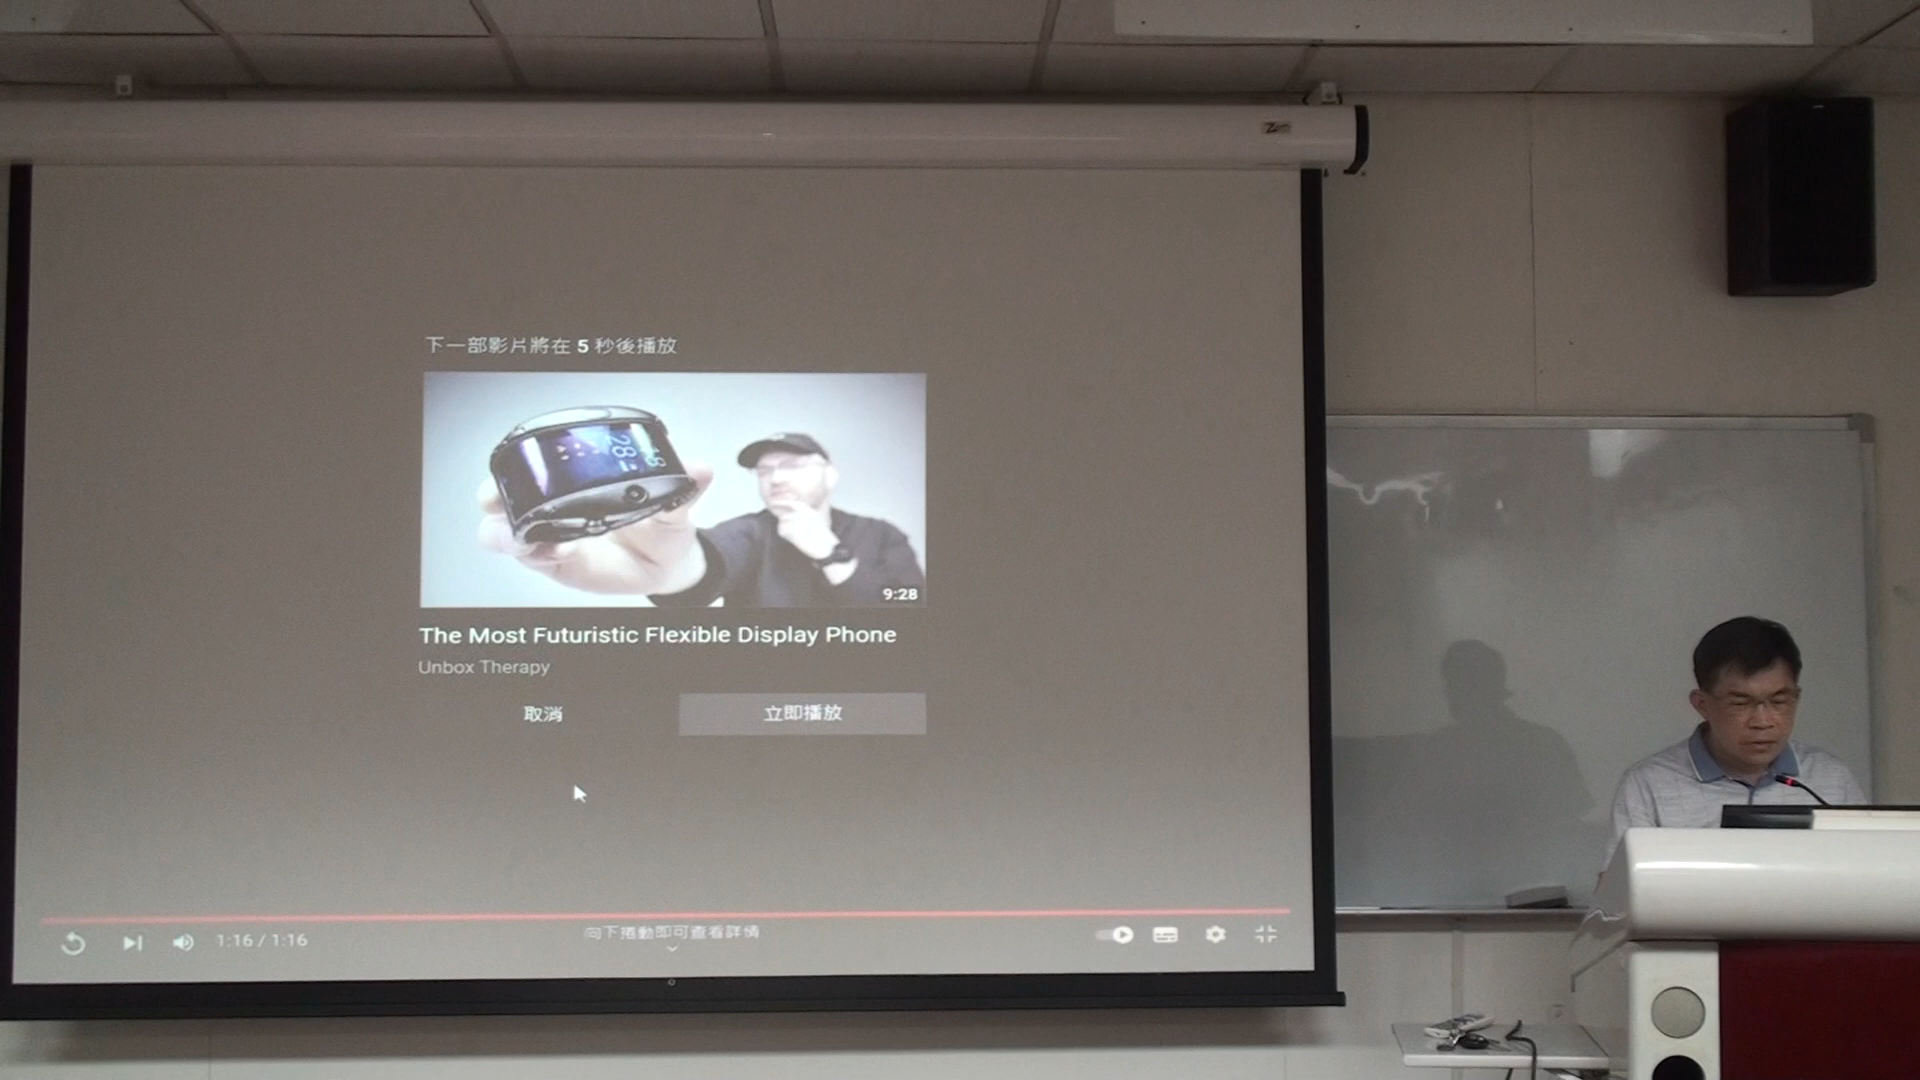 下一部影片將在 5 秒後播放
28
9:28
The Most Futuristic Flexible Display Phone
Unbox Therapy
取消
立即播放
1:16 / 1:16
向下捲動即可查看詳情